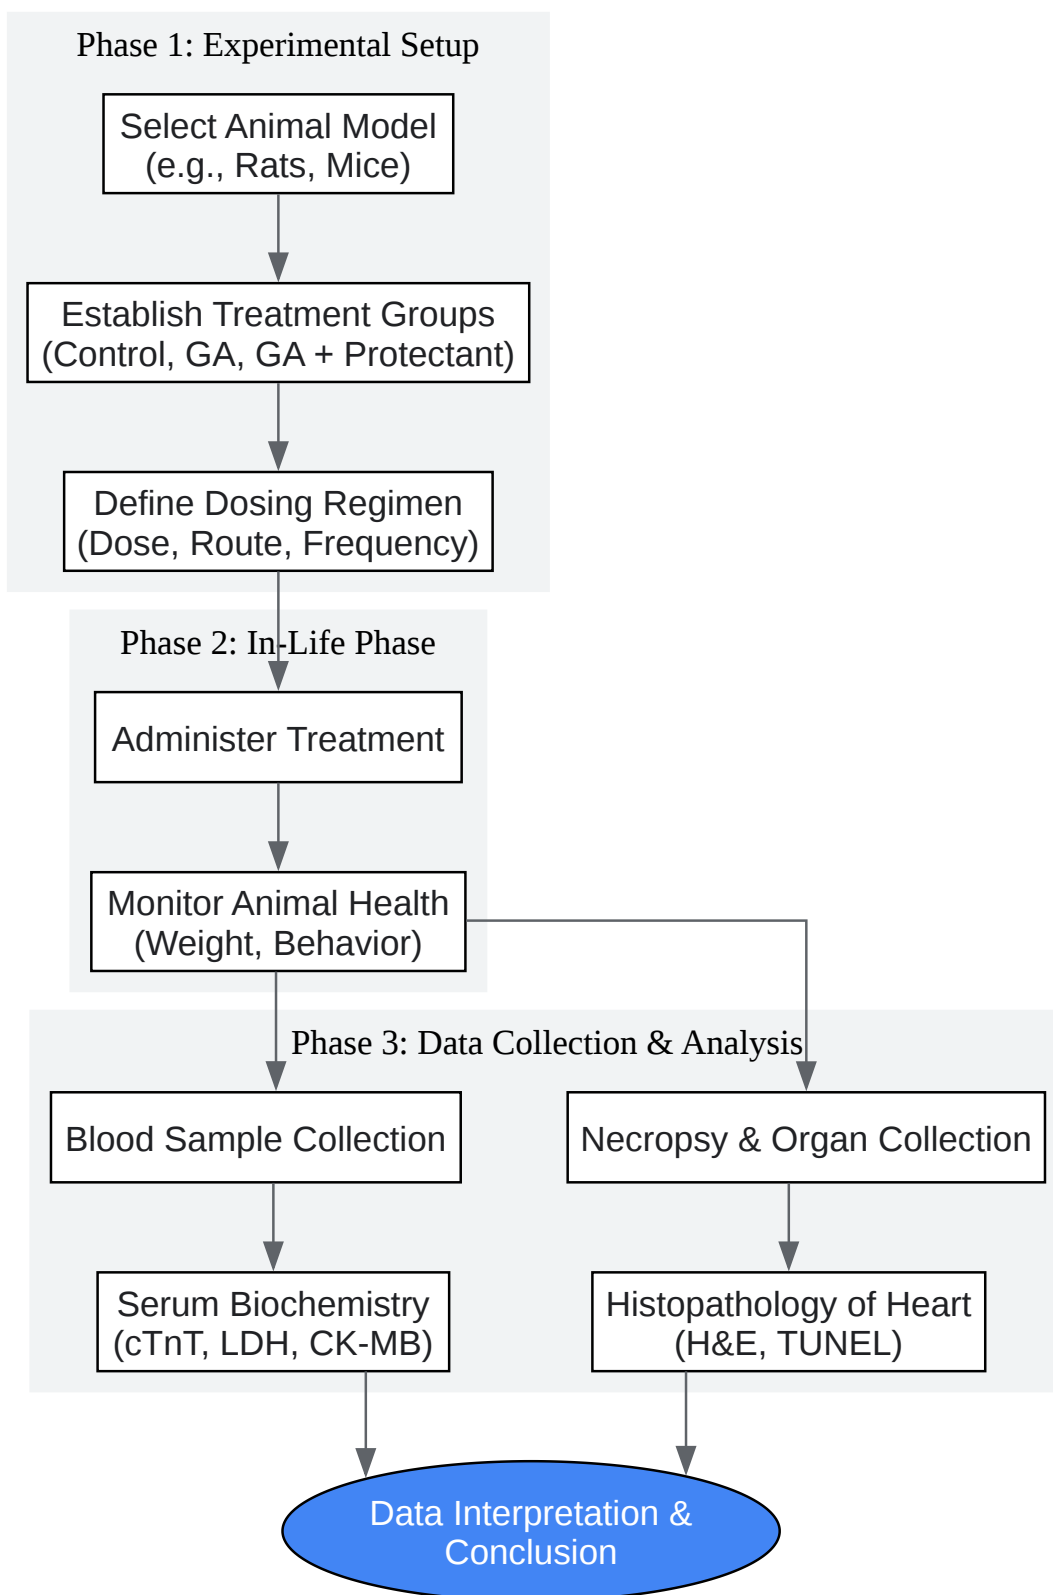 Phase 1: Experimental Setup
Select Animal Model
(e.g., Rats, Mice)
Establish Treatment Groups
(Control, GA, GA + Protectant)
Define Dosing Regimen
(Dose, Route, Frequency)
Phase 2: In-Life Phase
Administer Treatment
Monitor Animal Health
(Weight, Behavior)
Phase 3: Data Collection & Analysis
Blood Sample Collection
Necropsy & Organ Collection
Serum Biochemistry
(cTnT, LDH, CK-MB)
Histopathology of Heart
(H&E, TUNEL)
Data Interpretation &
Conclusion